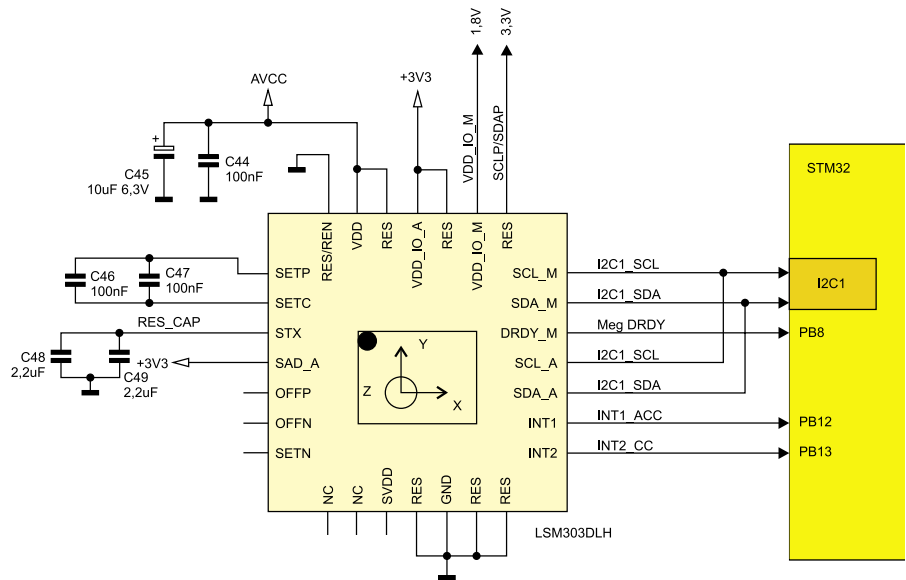 1,8V
3,3V
AVCC
+3V3
VDD_IO_M
SCLP/SDAP
+
C45
10uF 6,3V
C44
100nF
STM32
RES/REN
VDD
RES
VDD_IO_A
RES
VDD_IO_M
RES
C46
100nF
C47
100nF
SETP
SETC
RES_CAP
STX
SAD_A
OFFP
OFFN
SETN
C48
2,2uF
+3V3
C49
2,2uF
Y
Z
X
SCL_M
SDA_M
DRDY_M
SCL_A
SDA_A
INT1
INT2
I2C1_SCL
I2C1_SDA
Meg DRDY
I2C1_SCL
I2C1_SDA
INT1_ACC
INT2_CC
I2C1
PB8
PB12
PB13
NC
NC
SVDD
RES
GND
RES
RES
LSM303DLH